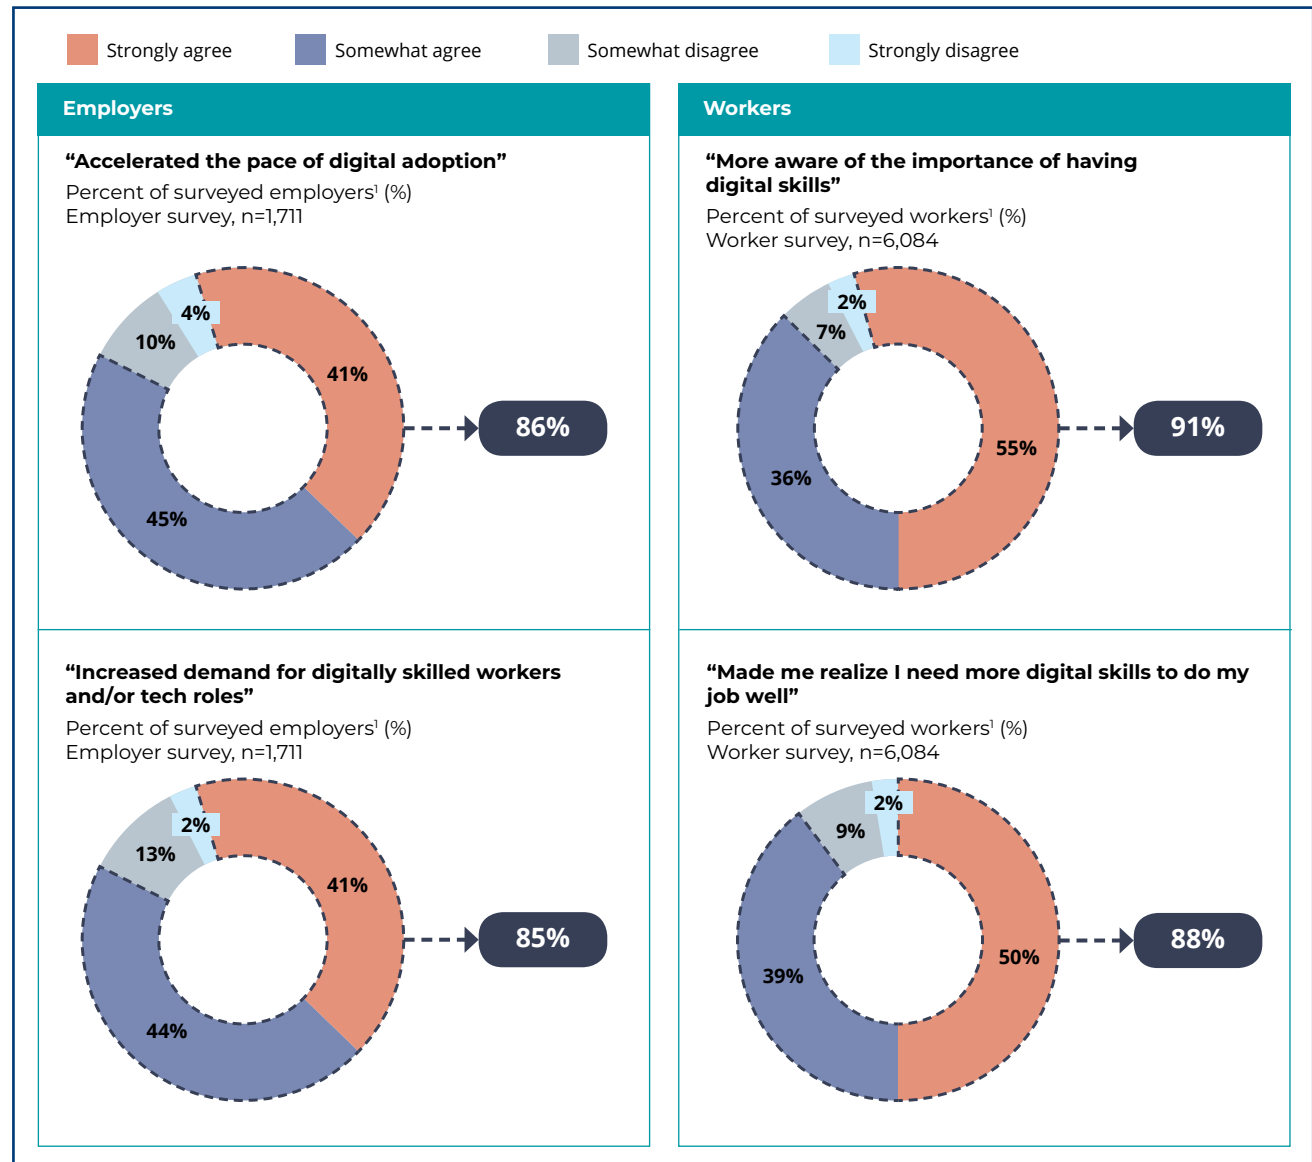 Strongly agree
Somewhat agree
Somewhat disagree
Strongly disagree
Employers
“Accelerated the pace of digital adoption”
Percent of surveyed employers¹ (%)
Employer survey, n=1,711
4%
10%
41%
86%
45%
“Increased demand for digitally skilled workers
and/or tech roles”
Percent of surveyed employers¹ (%)
Employer survey, n=1,711
2%
13%
41%
85%
44%
Workers
“More aware of the importance of having
digital skills”
Percent of surveyed workers¹ (%)
Worker survey, n=6,084
2%
7%
91%
55%
36%
“Made me realize I need more digital skills to do my
job well”
Percent of surveyed workers¹ (%)
Worker survey, n=6,084
2%
9%
88%
50%
39%